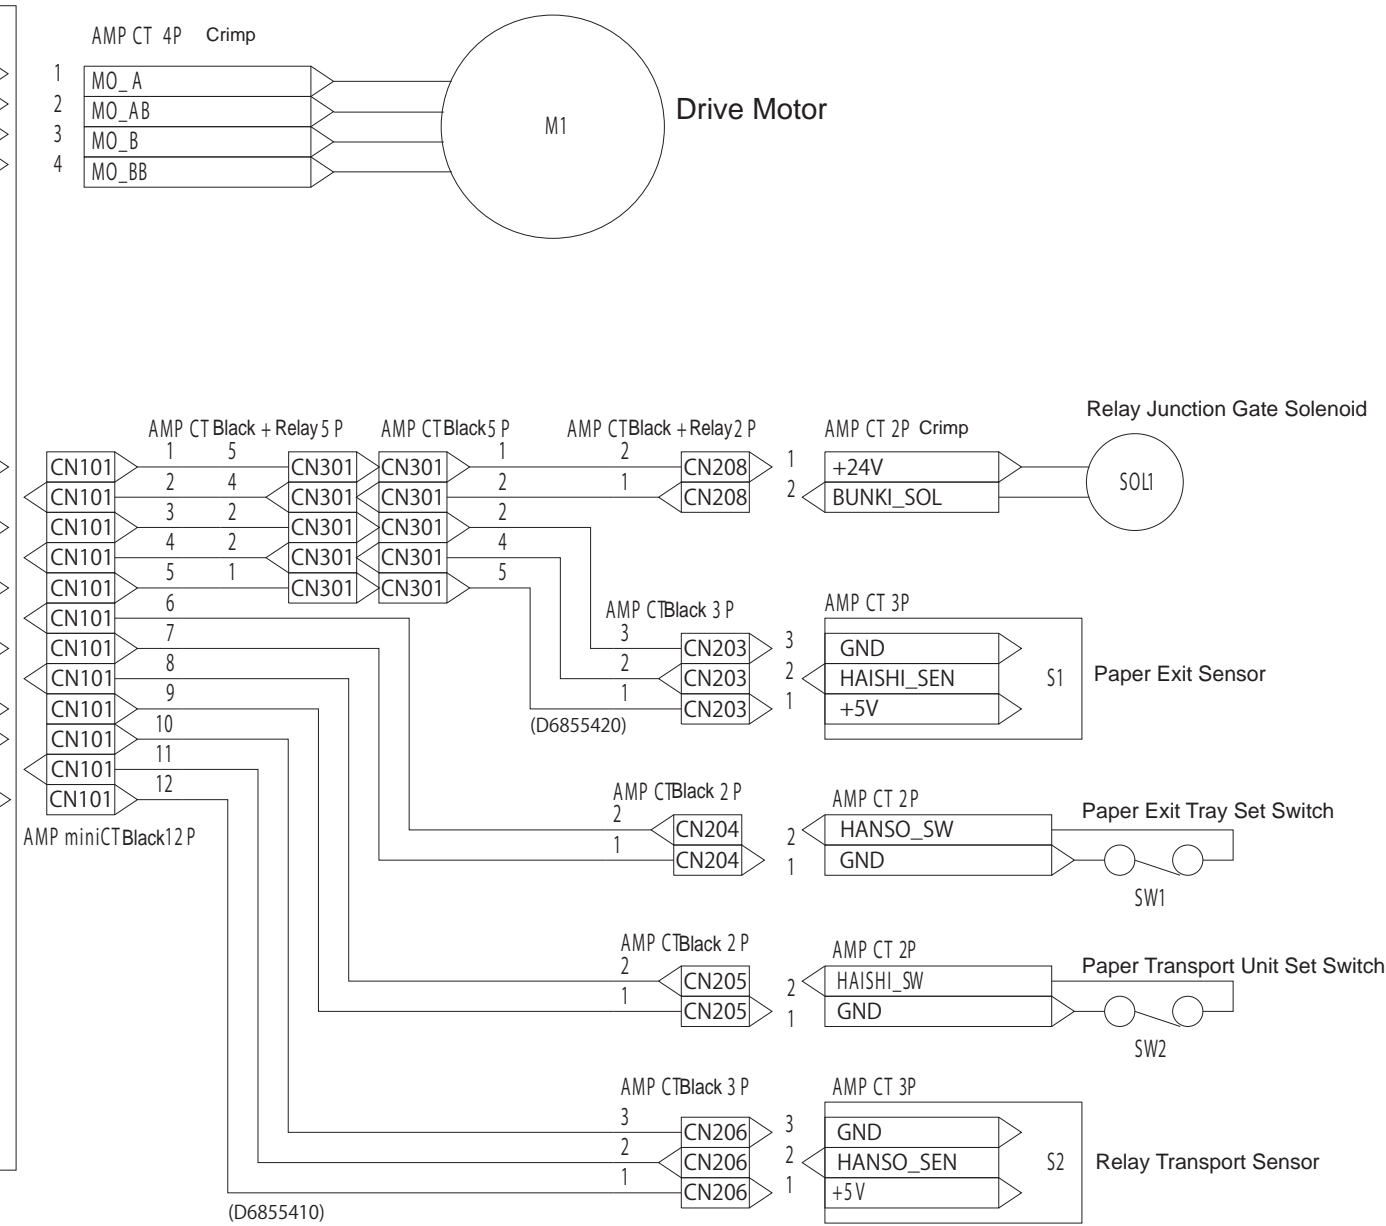 AMP CT 4P Crimp
1 MO_A
2 MO_AB
3 MO_B
4 MO_BB
M1
Drive Motor
Relay Junction Gate Solenoid
AMP CT Black + Relay 5 P AMP CT Black 5 P AMP CT Black + Relay 2 P AMP CT 2P Crimp
CN101 1 5 CN301 CN301 1 2 CN208 1 +24V
CN101 2 4 CN301 CN301 2 1 CN208 2 BUNKI_SOL
SOL1
CN101 3 2 CN301 CN301 2
CN101 4 2 CN301 CN301 4
CN101 5 1 CN301 CN301 5
CN101 6
AMP CT Black 3 P AMP CT 3P
CN101 7 3 CN203 3 GND
CN101 8 2 CN203 2 HAISHI_SEN S1 Paper Exit Sensor
CN101 9 1 CN203 1 +5V
(D6855420)
CN101 10
CN101 11
CN101 12
AMP miniCT Black 12 P
AMP CT Black 2 P AMP CT 2P
Paper Exit Tray Set Switch
2 CN204 2 HANSO_SW
1 CN204 1 GND
SW1
AMP CT Black 2 P AMP CT 2P
Paper Transport Unit Set Switch
2 CN205 2 HAISHI_SW
1 CN205 1 GND
SW2
AMP CT Black 3 P AMP CT 3P
3 CN206 3 GND
2 CN206 2 HANSO_SEN S2 Relay Transport Sensor
1 CN206 1 +5V
(D6855410)